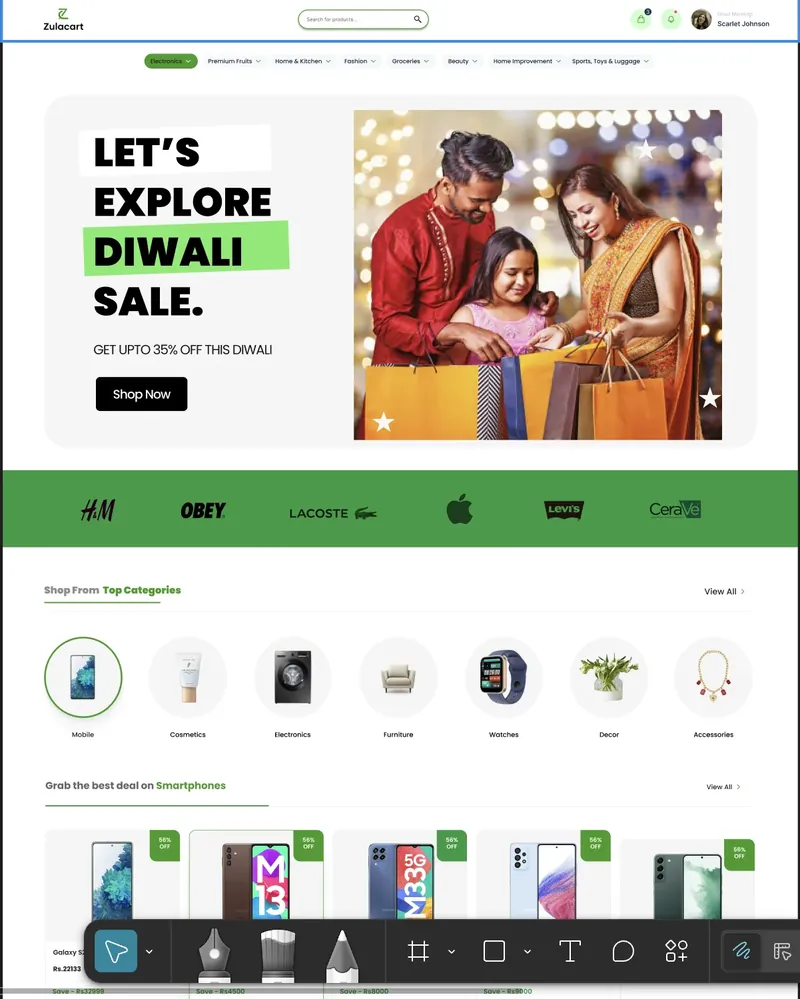 Zulacart
Search for products...
3
Scarlet Johnson
Electronics
Premium Fruits
Home & Kitchen
Fashion
Groceries
Beauty
Home Improvement
Sports, Toys & Luggage
LET’S
EXPLORE
DIWALI
SALE.
GET UPTO 35% OFF THIS DIWALI
Shop Now
H&M
OBEY
LACOSTE
LEVI'S
CeraVe
Shop From Top Categories
View All
Mobile
Cosmetics
Electronics
Furniture
Watches
Decor
Accessories
Grab the best deal on Smartphones
View All
56%
OFF
M
13
56%
OFF
5G
M33
56%
OFF
56%
OFF
56%
OFF
Galaxy S2
Rs.22133
Save - Rs32999
Save - Rs4500
Save - Rs8000
Save - Rs9000
T